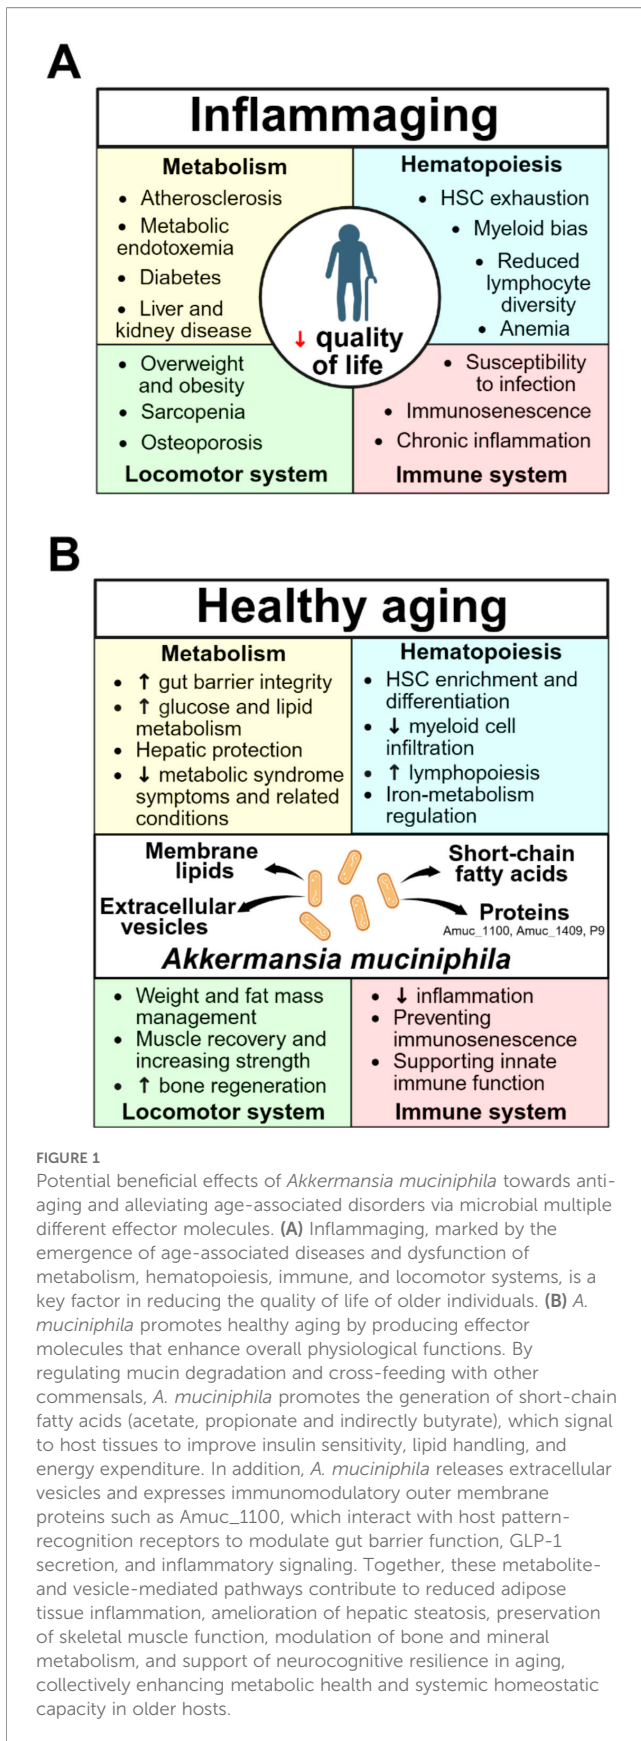 A
Inflammaging
Metabolism
• Atherosclerosis
• Metabolic
endotoxemia
• Diabetes
• Liver and
kidney disease
Hematopoiesis
• HSC exhaustion
• Myeloid bias
• Reduced
lymphocyte
diversity
• Anemia
↓ quality
of life
• Overweight
and obesity
• Sarcopenia
• Osteoporosis
Locomotor system
• Susceptibility
to infection
• Immunosenescence
• Chronic inflammation
Immune system
B
Healthy aging
Metabolism
• ↑ gut barrier integrity
• ↑ glucose and lipid
metabolism
• Hepatic protection
• ↓ metabolic syndrome
symptoms and related
conditions
Hematopoiesis
• HSC enrichment and
differentiation
• ↓ myeloid cell
infiltration
• ↑ lymphopoiesis
• Iron-metabolism
regulation
Membrane
lipids
Extracellular
vesicles
Short-chain
fatty acids
Proteins
Amuc_1100, Amuc_1409, P9
Akkermansia muciniphila
• Weight and fat mass
management
• Muscle recovery and
increasing strength
• ↑ bone regeneration
Locomotor system
• ↓ inflammation
• Preventing
immunosenescence
• Supporting innate
immune function
Immune system
FIGURE 1
Potential beneficial effects of Akkermansia muciniphila towards anti-
aging and alleviating age-associated disorders via microbial multiple
different effector molecules. (A) Inflammaging, marked by the
emergence of age-associated diseases and dysfunction of
metabolism, hematopoiesis, immune, and locomotor systems, is a
key factor in reducing the quality of life of older individuals. (B) A.
muciniphila promotes healthy aging by producing effector
molecules that enhance overall physiological functions. By
regulating mucin degradation and cross-feeding with other
commensals, A. muciniphila promotes the generation of short-chain
fatty acids (acetate, propionate and indirectly butyrate), which signal
to host tissues to improve insulin sensitivity, lipid handling, and
energy expenditure. In addition, A. muciniphila releases extracellular
vesicles and expresses immunomodulatory outer membrane
proteins such as Amuc_1100, which interact with host pattern-
recognition receptors to modulate gut barrier function, GLP-1
secretion, and inflammatory signaling. Together, these metabolite-
and vesicle-mediated pathways contribute to reduced adipose
tissue inflammation, amelioration of hepatic steatosis, preservation
of skeletal muscle function, modulation of bone and mineral
metabolism, and support of neurocognitive resilience in aging,
collectively enhancing metabolic health and systemic homeostatic
capacity in older hosts.